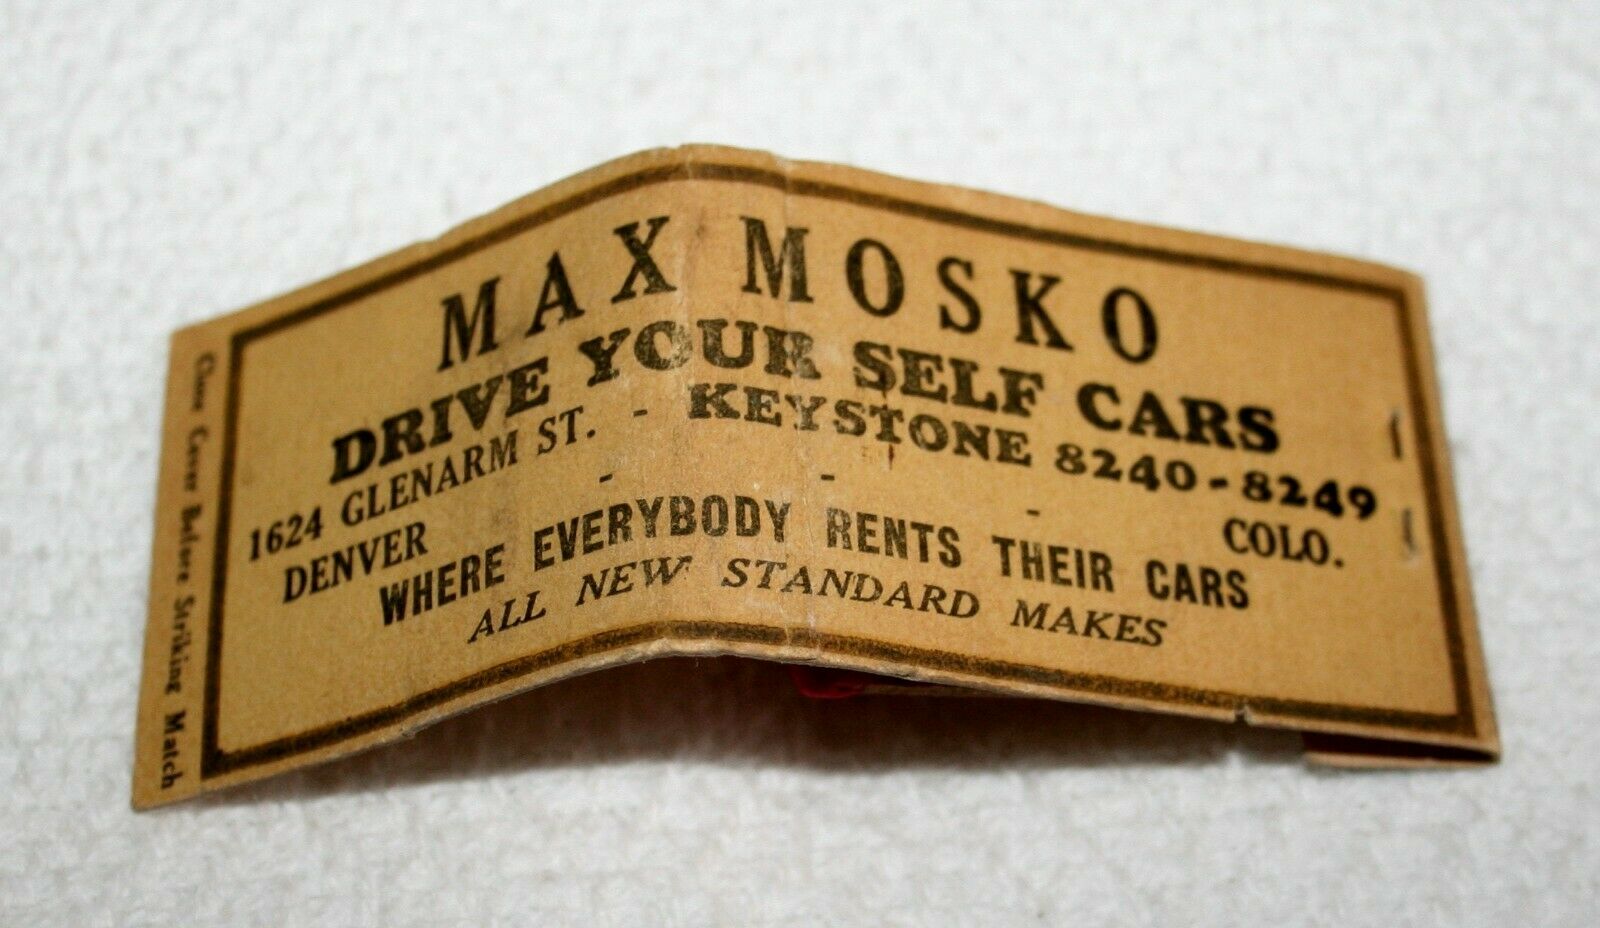 MAX MOSKO
DRIVE YOUR SELF CARS
1624 GLENARM ST. - KEYSTONE 8240-8249
DENVER - - - COLO.
WHERE EVERYBODY RENTS THEIR CARS
ALL NEW STANDARD MAKES
Close Cover Before Striking Match